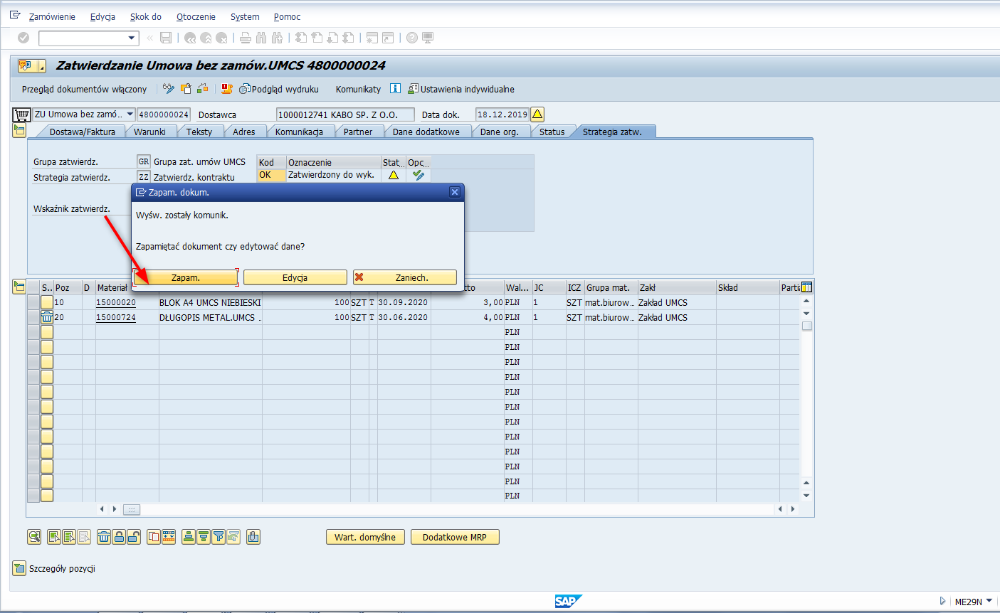 Zamówienie Edycja Skok do Otoczenie System Pomoc
Zatwierdzanie Umowa bez zamów.UMCS 4800000024
Przegląd dokumentów włączony Podgląd wydruku Komunikaty Ustawienia indywidualne
ZU Umowa bez zamó... 4800000024 Dostawca 1000012741 KABO SP. Z O.O. Data dok. 18.12.2019
Dostawa/Faktura Warunki Teksty Adres Komunikacja Partner Dane dodatkowe Dane org. Status Strategia zatw.
Grupa zatwierdz. GR Grupa zat. umów UMCS Kod Oznaczenie Stat... Opc...
OK Zatwierdzony do wyk.
Strategia zatwierdz. ZZ Zatwierdz. kontraktu
Wskaźnik zatwierdz.
Zapam. dokum.
Wyśw. zostały komunik.
Zapamiętać dokument czy edytować dane?
Zapam. Edycja Zaniech.
S.. Poz D Materiał tto Wal... JC ICZ Grupa mat. Zakł Skład Partia
10 15000020 BLOK A4 UMCS NIEBIESKI 100 SZT T 30.09.2020 3,00 PLN 1 SZT mat.biurow... Zakład UMCS
20 15000724 DŁUGOPIS METAL.UMCS .. 100 SZT T 30.06.2020 4,00 PLN 1 SZT mat.biurow... Zakład UMCS
PLN
PLN
PLN
PLN
PLN
PLN
PLN
PLN
PLN
PLN
PLN
PLN
Wart. domyślne Dodatkowe MRP
Szczegóły pozycji
SAP ME29N